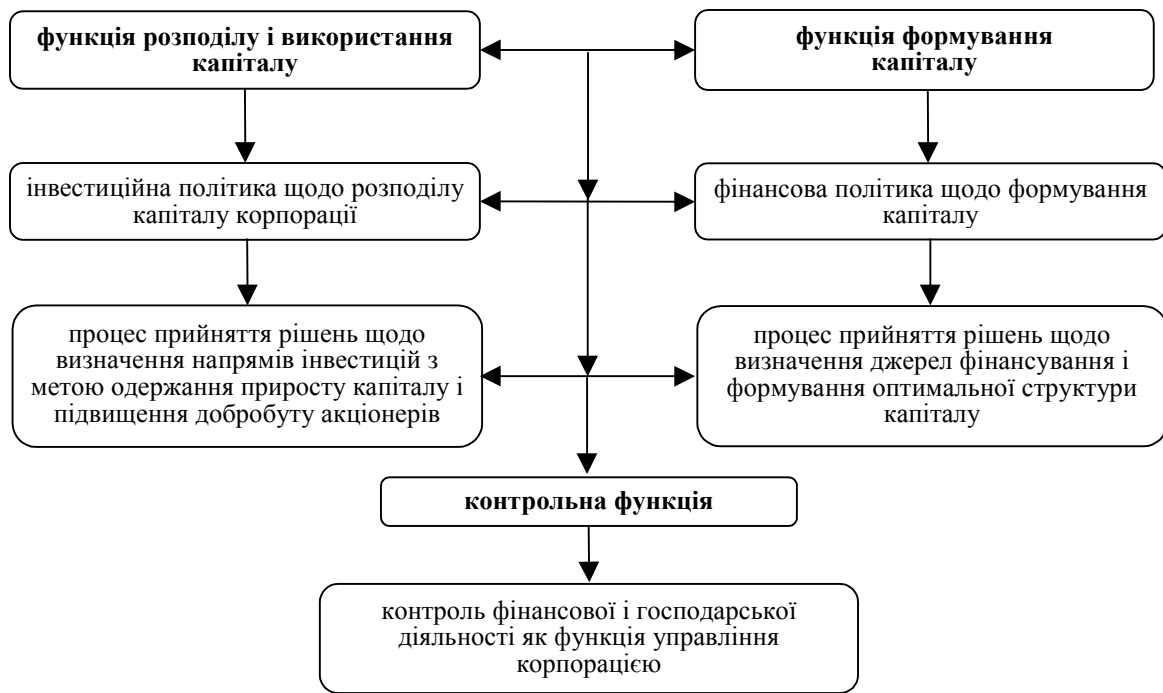 функція розподілу і використання
капіталу
функція формування
капіталу
інвестиційна політика щодо розподілу
капіталу корпорації
фінансова політика щодо формування
капіталу
процес прийняття рішень щодо
визначення напрямів інвестицій з
метою одержання приросту капіталу і
підвищення добробуту акціонерів
процес прийняття рішень щодо
визначення джерел фінансування і
формування оптимальної структури
капіталу
контрольна функція
контроль фінансової і господарської
діяльності як функція управління
корпорацією